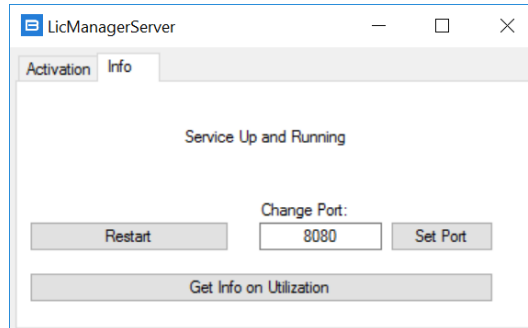 LicManagerServer
Activation Info
Service Up and Running
Change Port:
Restart 8080 Set Port
Get Info on Utilization